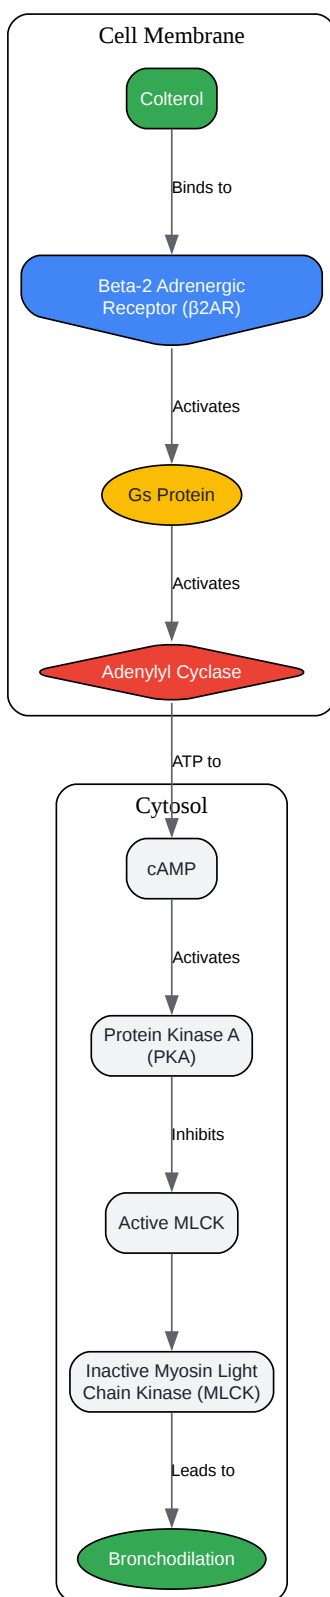 Cell Membrane
Colterol
Binds to
Beta-2 Adrenergic
Receptor (β2AR)
Activates
Gs Protein
Activates
Adenylyl Cyclase
ATP to
Cytosol
cAMP
Activates
Protein Kinase A
(PKA)
Inhibits
Active MLCK
Inactive Myosin Light
Chain Kinase (MLCK)
Leads to
Bronchodilation